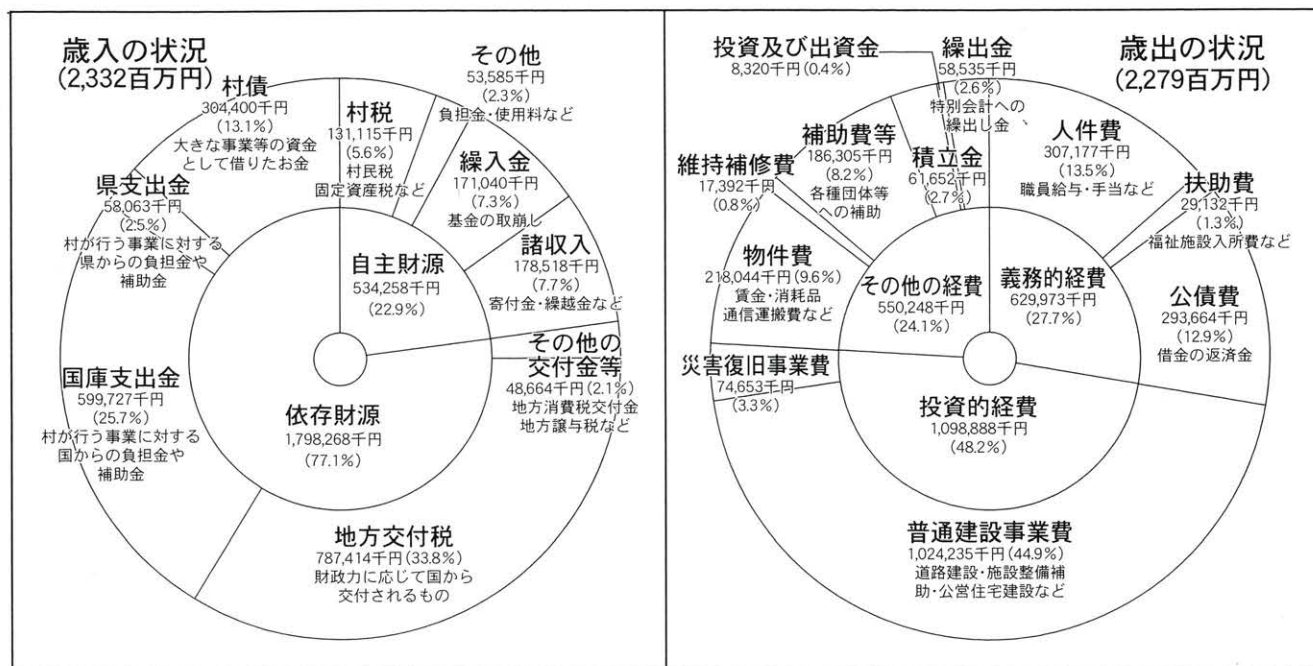 歳入の状況
(2,332百万円)
村債
304,400千円
(13.1%)
大きな事業等の資金
として借りたお金
村税
131,115千円
(5.6%)
村民税
固定資産税など
その他
53,585千円
(2.3%)
負担金・使用料など
繰入金
171,040千円
(7.3%)
基金の取崩し
諸収入
178,518千円
(7.7%)
寄付金・繰越金など
自主財源
534,258千円
(22.9%)
県支出金
58,063千円
(2.5%)
村が行う事業に対する
県からの負担金や
補助金
国庫支出金
599,727千円
(25.7%)
村が行う事業に対する
国からの負担金や
補助金
依存財源
1,798,268千円
(77.1%)
その他の
交付金等
48,664千円(2.1%)
地方消費税交付金
地方譲与税など
地方交付税
787,414千円(33.8%)
財政力に応じて国から
交付されるもの
歳出の状況
(2,279百万円)
投資及び出資金
8,320千円(0.4%)
繰出金
58,535千円
(2.6%)
特別会計への
繰出し金
補助費等
186,305千円
(8.2%)
各種団体等
への補助
積立金
61,652千円
(2.7%)
人件費
307,177千円
(13.5%)
職員給与・手当など
維持補修費
17,392千円
(0.8%)
扶助費
29,132千円
(1.3%)
福祉施設入所費など
物件費
218,044千円(9.6%)
賃金・消耗品
通信運搬費など
その他の経費
550,248千円
(24.1%)
義務的経費
629,973千円
(27.7%)
公債費
293,664千円
(12.9%)
借金の返済金
災害復旧事業費
74,653千円
(3.3%)
投資的経費
1,098,888千円
(48.2%)
普通建設事業費
1,024,235千円(44.9%)
道路建設・施設整備補
助・公営住宅建設など